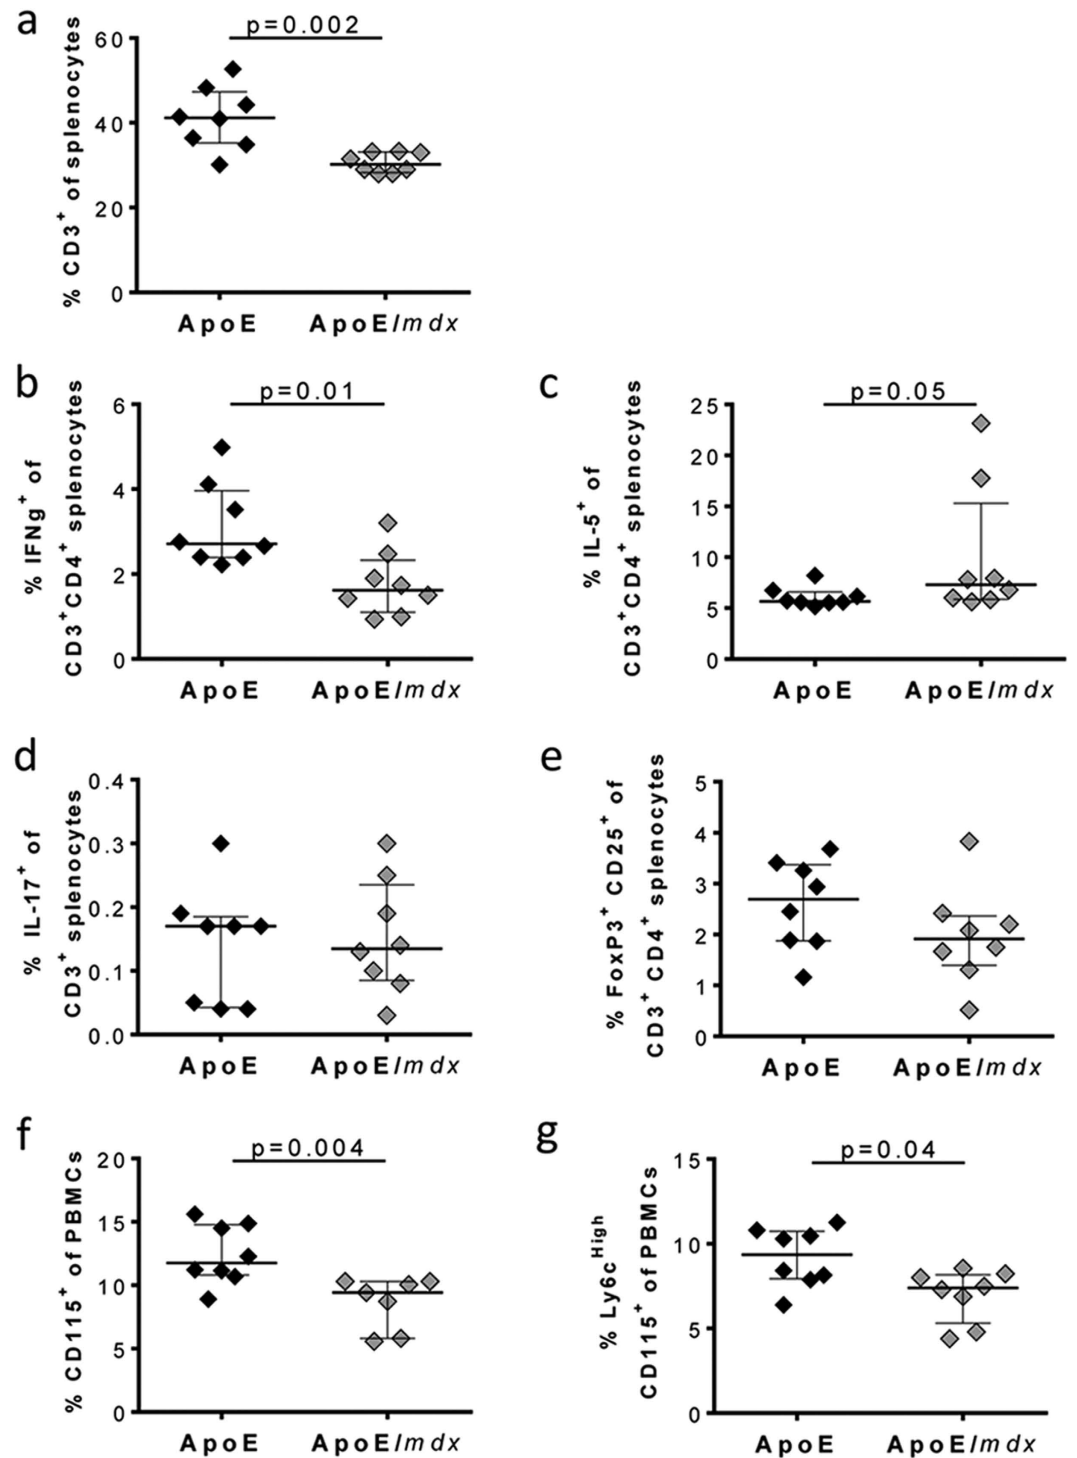 a
p=0.002
% CD3⁺ of splenocytes
60
40
20
0
ApoE ApoE/mdx
b
p=0.01
% IFNg⁺ of
CD3⁺CD4⁺ splenocytes
6
4
2
0
ApoE ApoE/mdx
c
p=0.05
% IL-5⁺ of
CD3⁺CD4⁺ splenocytes
25
20
15
10
5
0
ApoE ApoE/mdx
d
% IL-17⁺ of
CD3⁺ splenocytes
0.4
0.3
0.2
0.1
0.0
ApoE ApoE/mdx
e
% FoxP3⁺ CD25⁺ of
CD3⁺ CD4⁺ splenocytes
5
4
3
2
1
0
ApoE ApoE/mdx
f
p=0.004
% CD115⁺ of PBMCs
20
15
10
5
0
ApoE ApoE/mdx
g
p=0.04
% Ly6cᴴⁱᵍʰ
CD115⁺ of PBMCs
15
10
5
0
ApoE ApoE/mdx